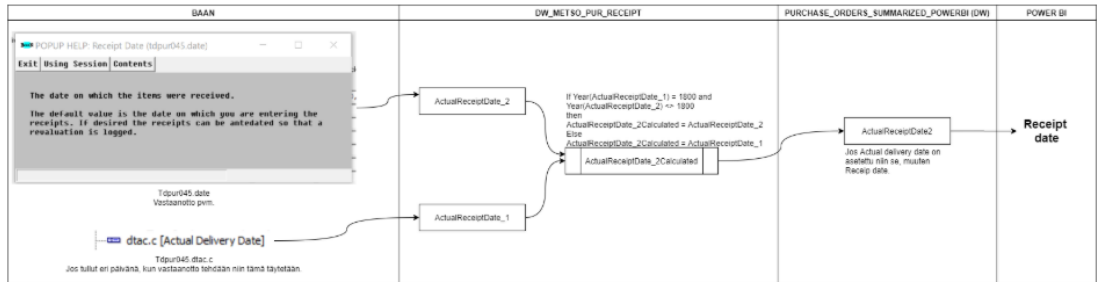 BAAN
DW_METSO_PUR_RECEIPT
PURCHASE_ORDERS_SUMMARIZED_POWERBI (DW)
POWER BI
POPUP HELP: Receipt Date (tdpur045.date)
Exit Using Session Contents
The date on which the items were received.
The default value is the date on which you are entering the
receipts. If desired the receipts can be antedated so that a
revaluation is logged.
Tdpur045.date
Vastaanotto pvm.
dtac.c [Actual Delivery Date]
Tdpur045.dtac.c
Jos tullut eri päivänä, kun vastaanotto tehdään niin tämä täytetään.
ActualReceiptDate_2
ActualReceiptDate_1
If Year(ActualReceiptDate_1) = 1800 and
Year(ActualReceiptDate_2) <> 1800
then
ActualReceiptDate_2Calculated = ActualReceiptDate_2
Else
ActualReceiptDate_2Calculated = ActualReceiptDate_1
ActualReceiptDate_2Calculated
ActualReceiptDate2
Jos Actual delivery date on
asetettu niin se, muuten
Receip date.
Receipt
date